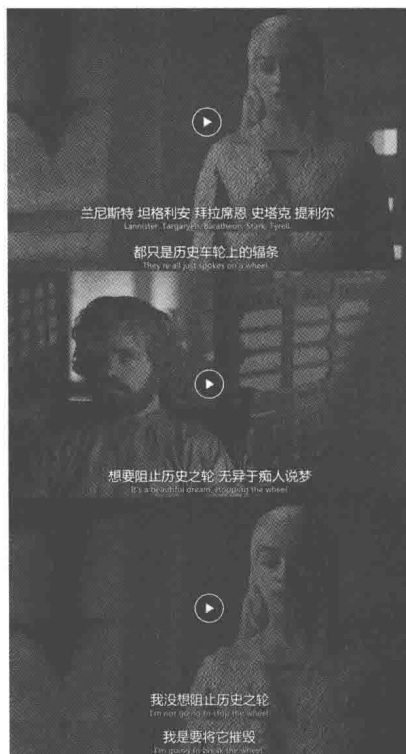 兰尼斯特 坦格利安 拜拉席恩 史塔克 提利尔
Lannister, Targaryen, Baratheon, Stark, Tyrell.
都只是历史车轮上的辐条
They're all just spokes on a wheel.
想要阻止历史之轮 无异于痴人说梦
It's a beautiful dream, stopping the wheel.
我没想阻止历史之轮
I'm not going to stop the wheel.
我是要将它摧毁
I'm going to break the wheel.